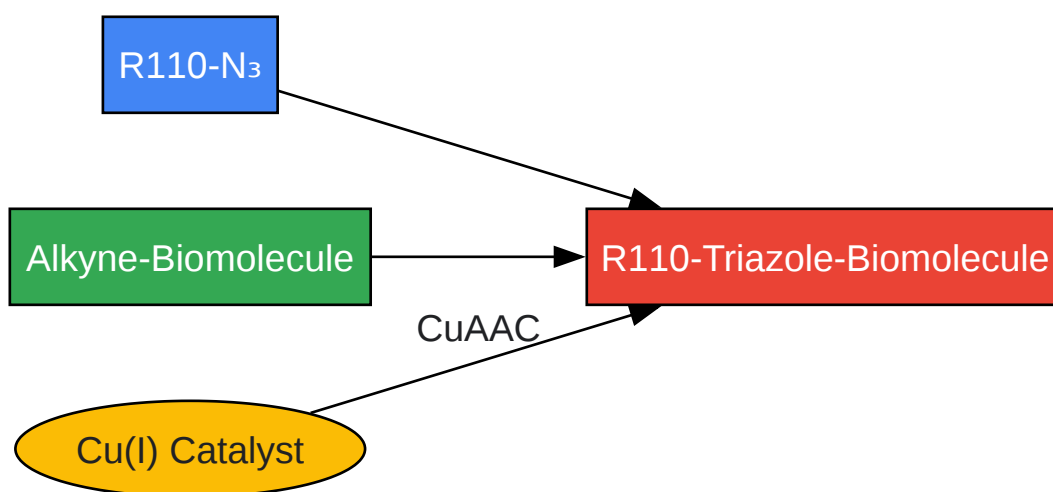 R110-N₃
Alkyne-Biomolecule
R110-Triazole-Biomolecule
CuAAC
Cu(I) Catalyst